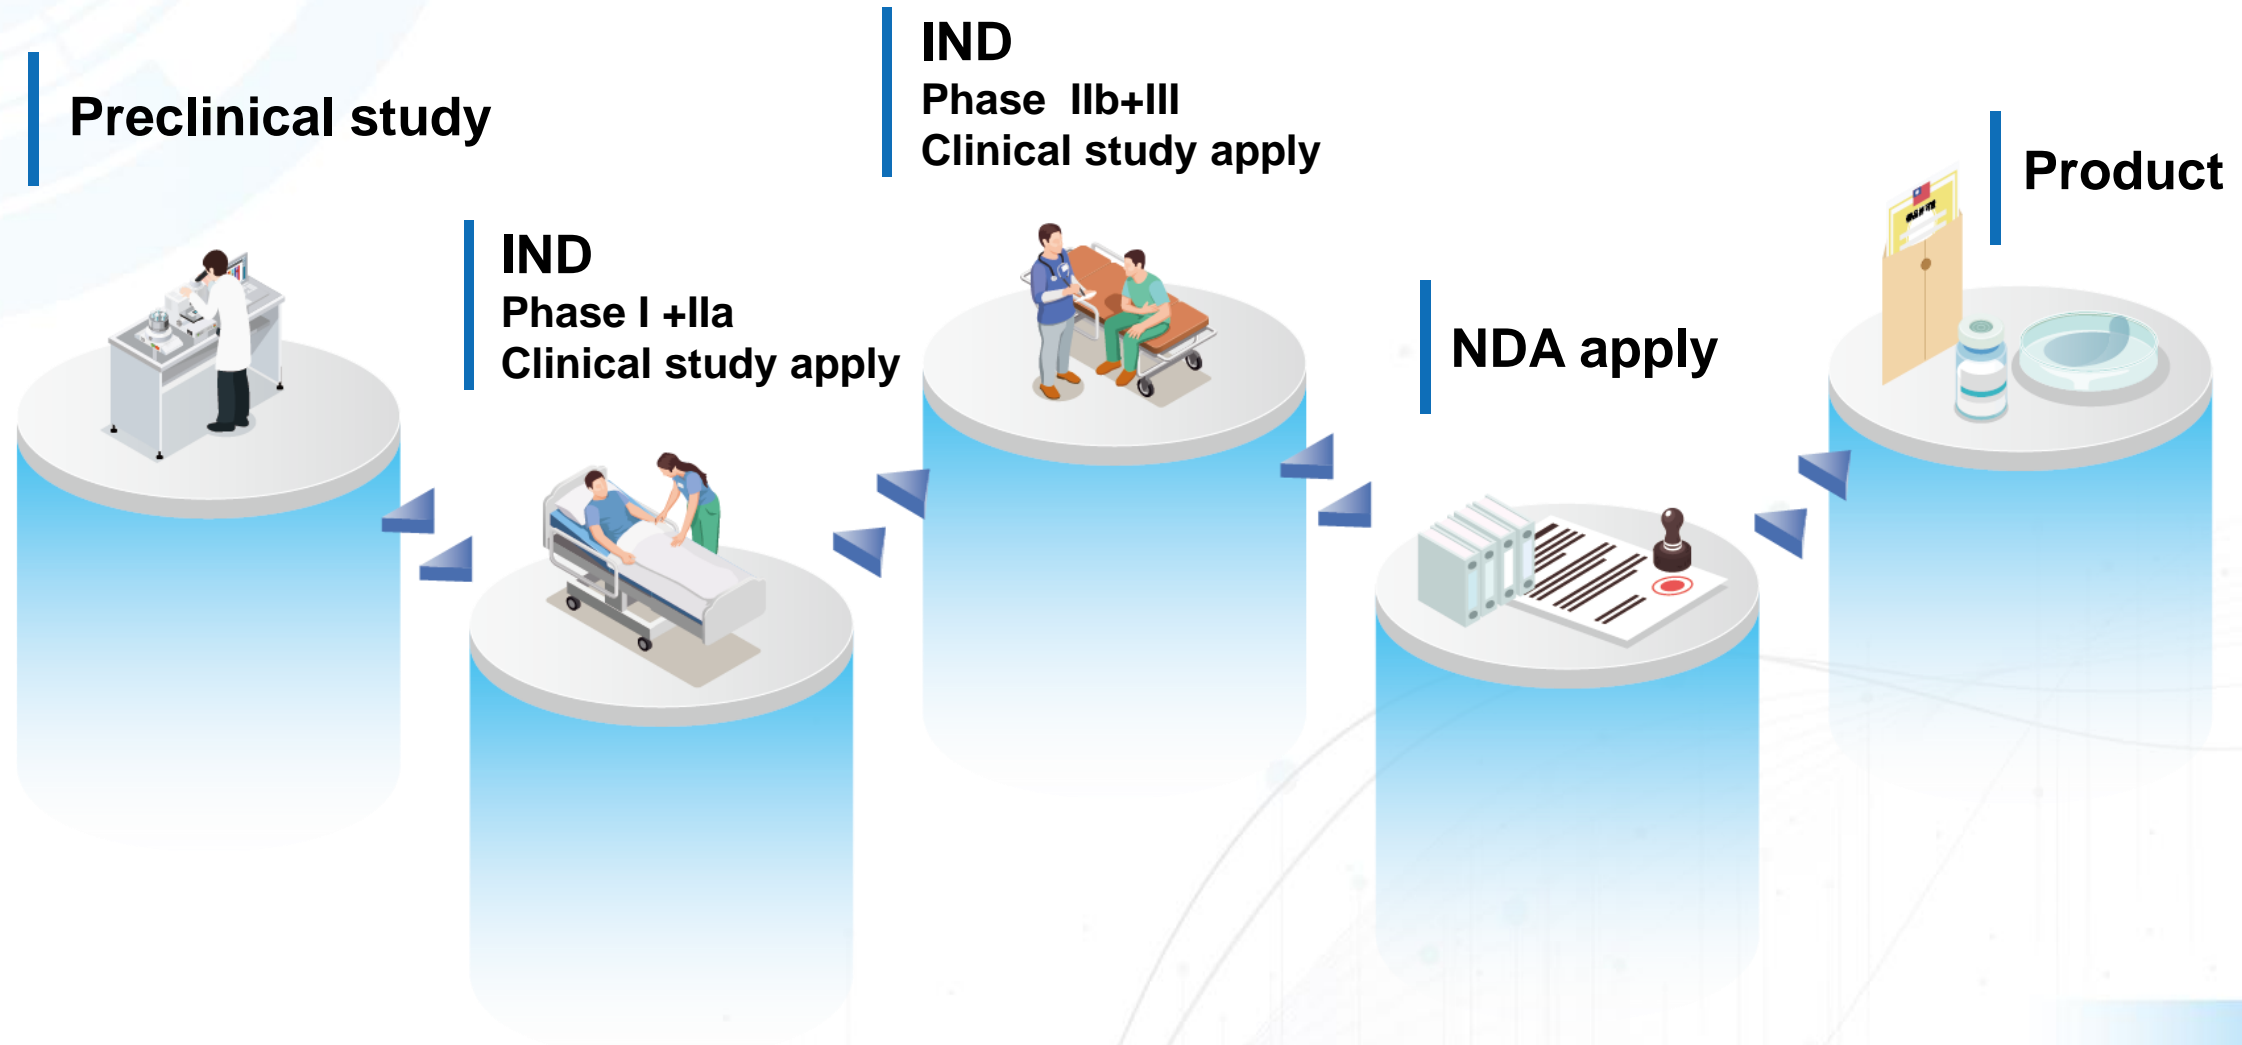 Preclinical study
IND
Phase I +IIa
Clinical study apply
IND
Phase  IIb+III
Clinical study apply
NDA apply
Product